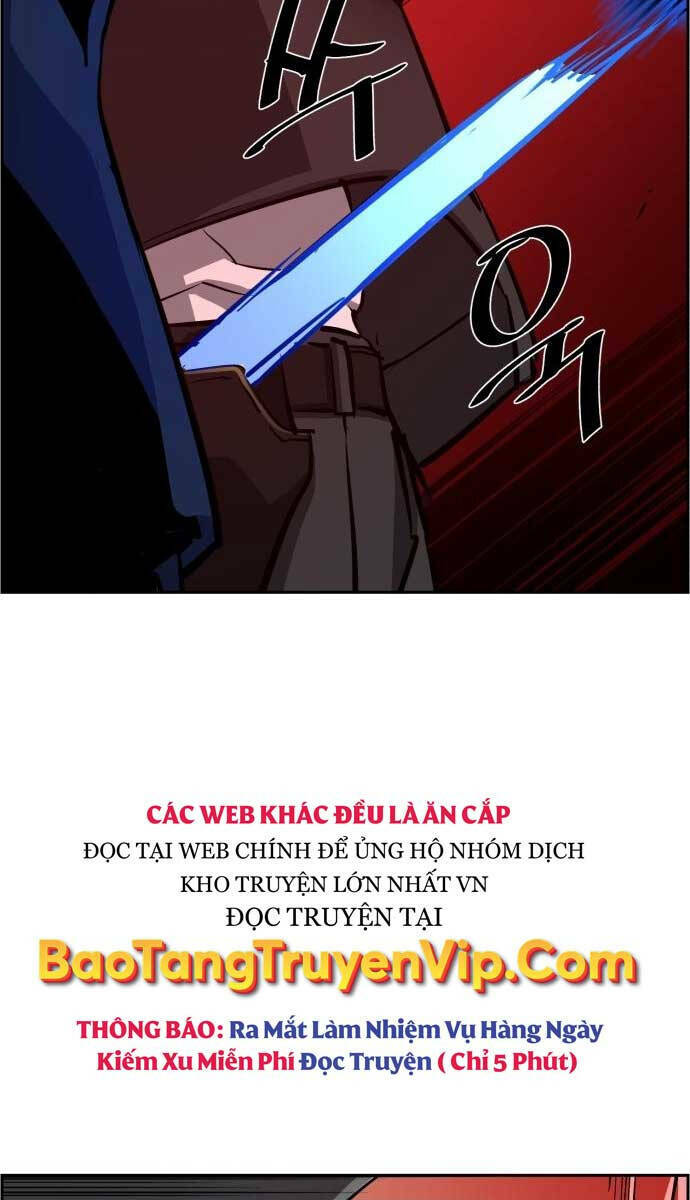 CÁC WEB KHÁC ĐỀU LÀ ĂN CẮP
ĐỌC TẠI WEB CHÍNH ĐỂ ỦNG HỘ NHÓM DỊCH
KHO TRUYỆN LỚN NHẤT VN
ĐỌC TRUYỆN TẠI
BaoTangTruyenVip.Com
THÔNG BÁO: Ra Mắt Làm Nhiệm Vụ Hàng Ngày
Kiếm Xu Miễn Phí Đọc Truyện ( Chỉ 5 Phút)